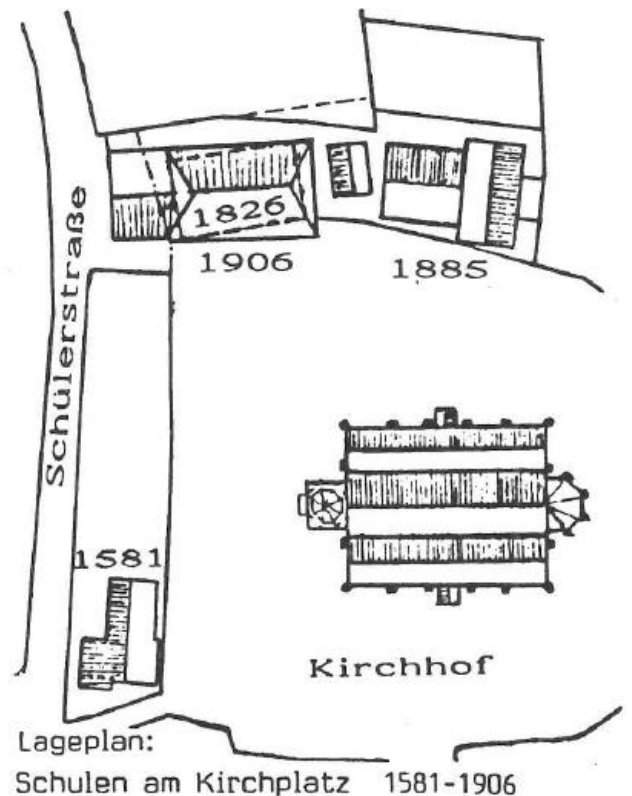 1826
1906
1885
Schülerstraße
1581
Kirchhof
Lageplan:
Schulen am Kirchplatz 1581-1906